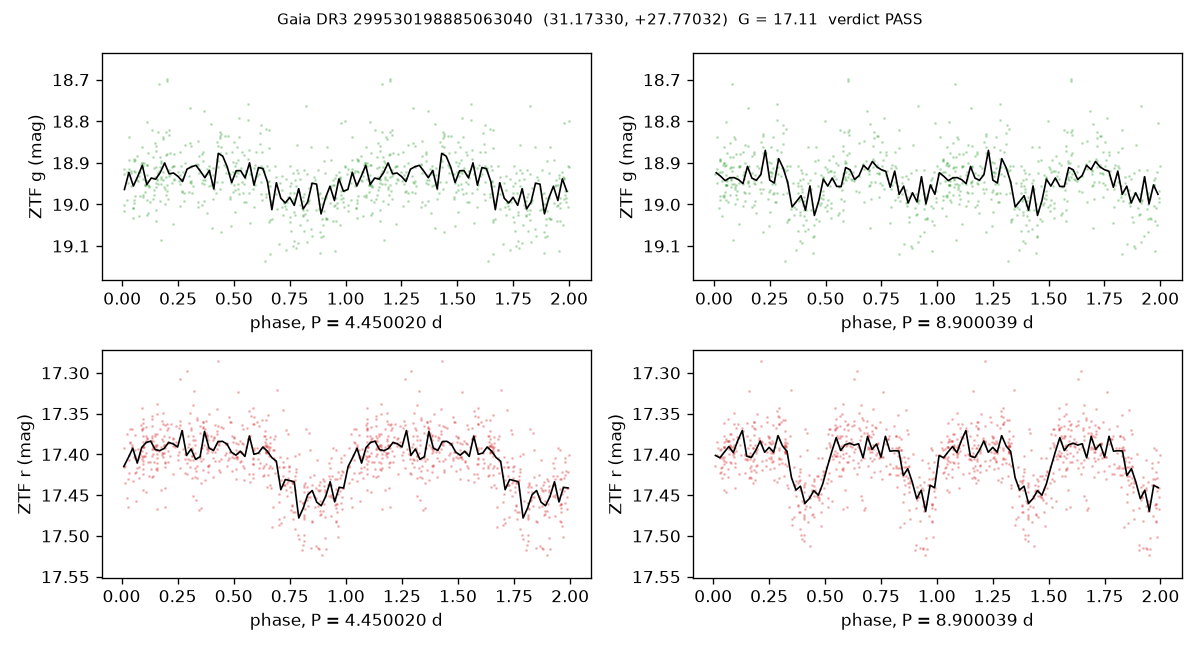 Gaia DR3 299530198885063040 (31.17330, +27.77032) G = 17.11 verdict PASS
ZTF g (mag)
18.7
18.8
18.9
19.0
19.1
0.00 0.25 0.50 0.75 1.00 1.25 1.50 1.75 2.00
phase, P = 4.450020 d
ZTF g (mag)
18.7
18.8
18.9
19.0
19.1
0.00 0.25 0.50 0.75 1.00 1.25 1.50 1.75 2.00
phase, P = 8.900039 d
ZTF r (mag)
17.30
17.35
17.40
17.45
17.50
17.55
0.00 0.25 0.50 0.75 1.00 1.25 1.50 1.75 2.00
phase, P = 4.450020 d
ZTF r (mag)
17.30
17.35
17.40
17.45
17.50
17.55
0.00 0.25 0.50 0.75 1.00 1.25 1.50 1.75 2.00
phase, P = 8.900039 d